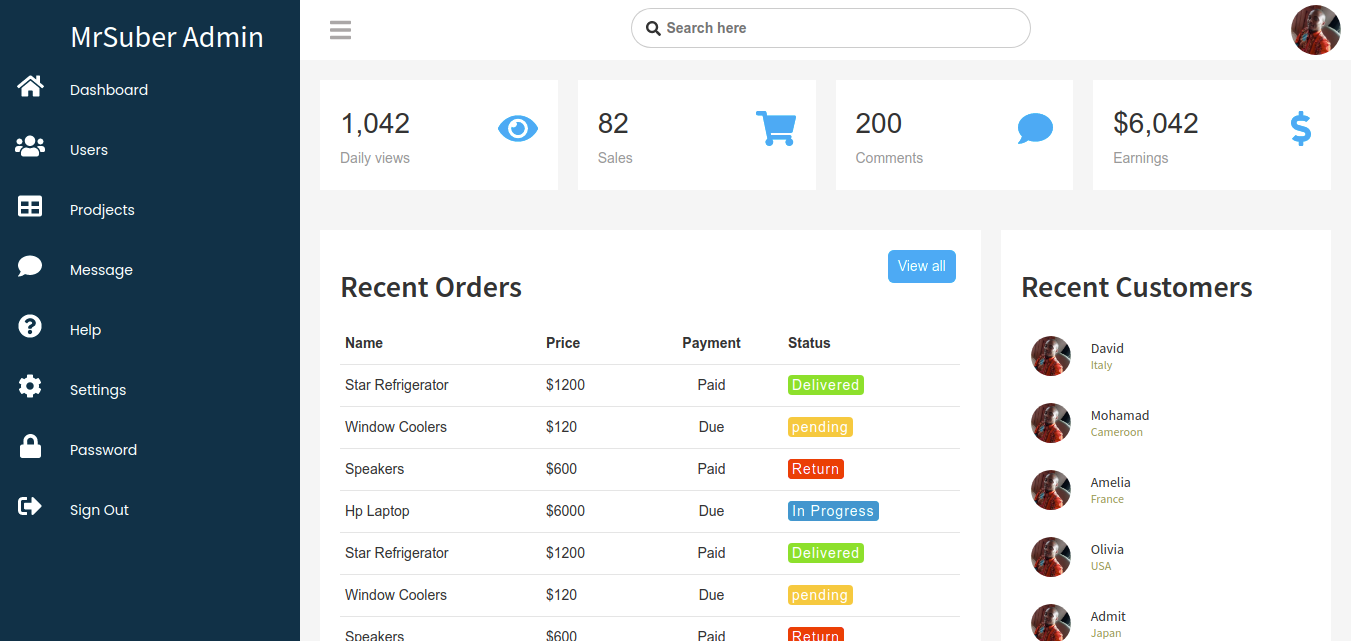 MrSuber Admin
Dashboard
Users
Prodjects
Message
Help
Settings
Password
Sign Out
Search here
1,042
Daily views
82
Sales
200
Comments
$6,042
Earnings
Recent Orders
View all
Name Price Payment Status
Star Refrigerator $1200 Paid Delivered
Window Coolers $120 Due pending
Speakers $600 Paid Return
Hp Laptop $6000 Due In Progress
Star Refrigerator $1200 Paid Delivered
Window Coolers $120 Due pending
Speakers $600 Paid Return
Recent Customers
David
Italy
Mohamad
Cameroon
Amelia
France
Olivia
USA
Admit
Japan